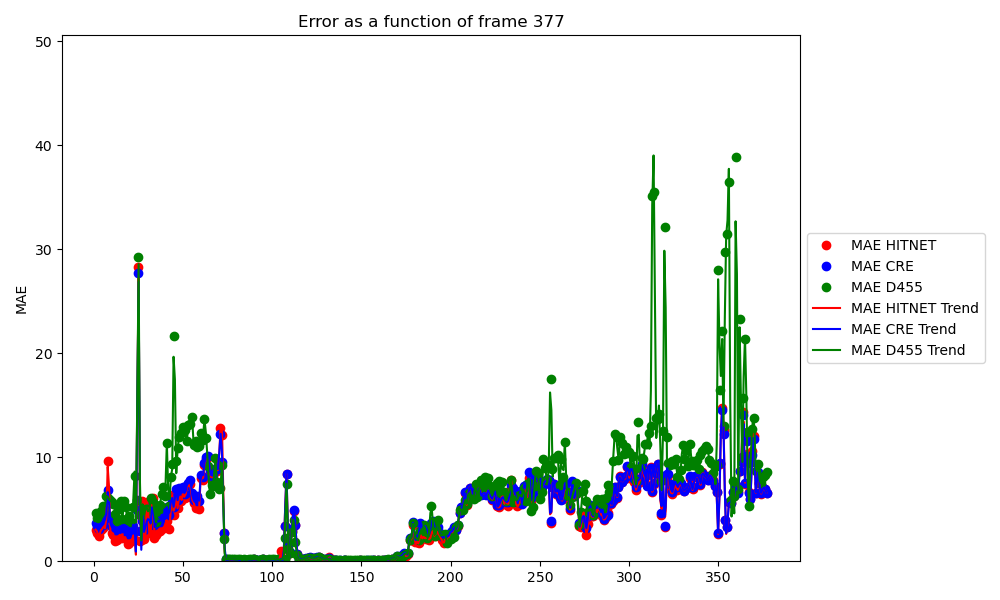 Error as a function of frame 377
MAE
50
40
30
20
10
0
0 50 100 150 200 250 300 350
MAE HITNET
MAE CRE
MAE D455
MAE HITNET Trend
MAE CRE Trend
MAE D455 Trend